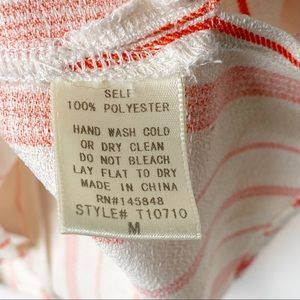 SELF
100% POLYESTER
HAND WASH COLD
OR DRY CLEAN
DO NOT BLEACH
LAY FLAT TO DRY
MADE IN CHINA
RN#145848
STYLE# T10710
M